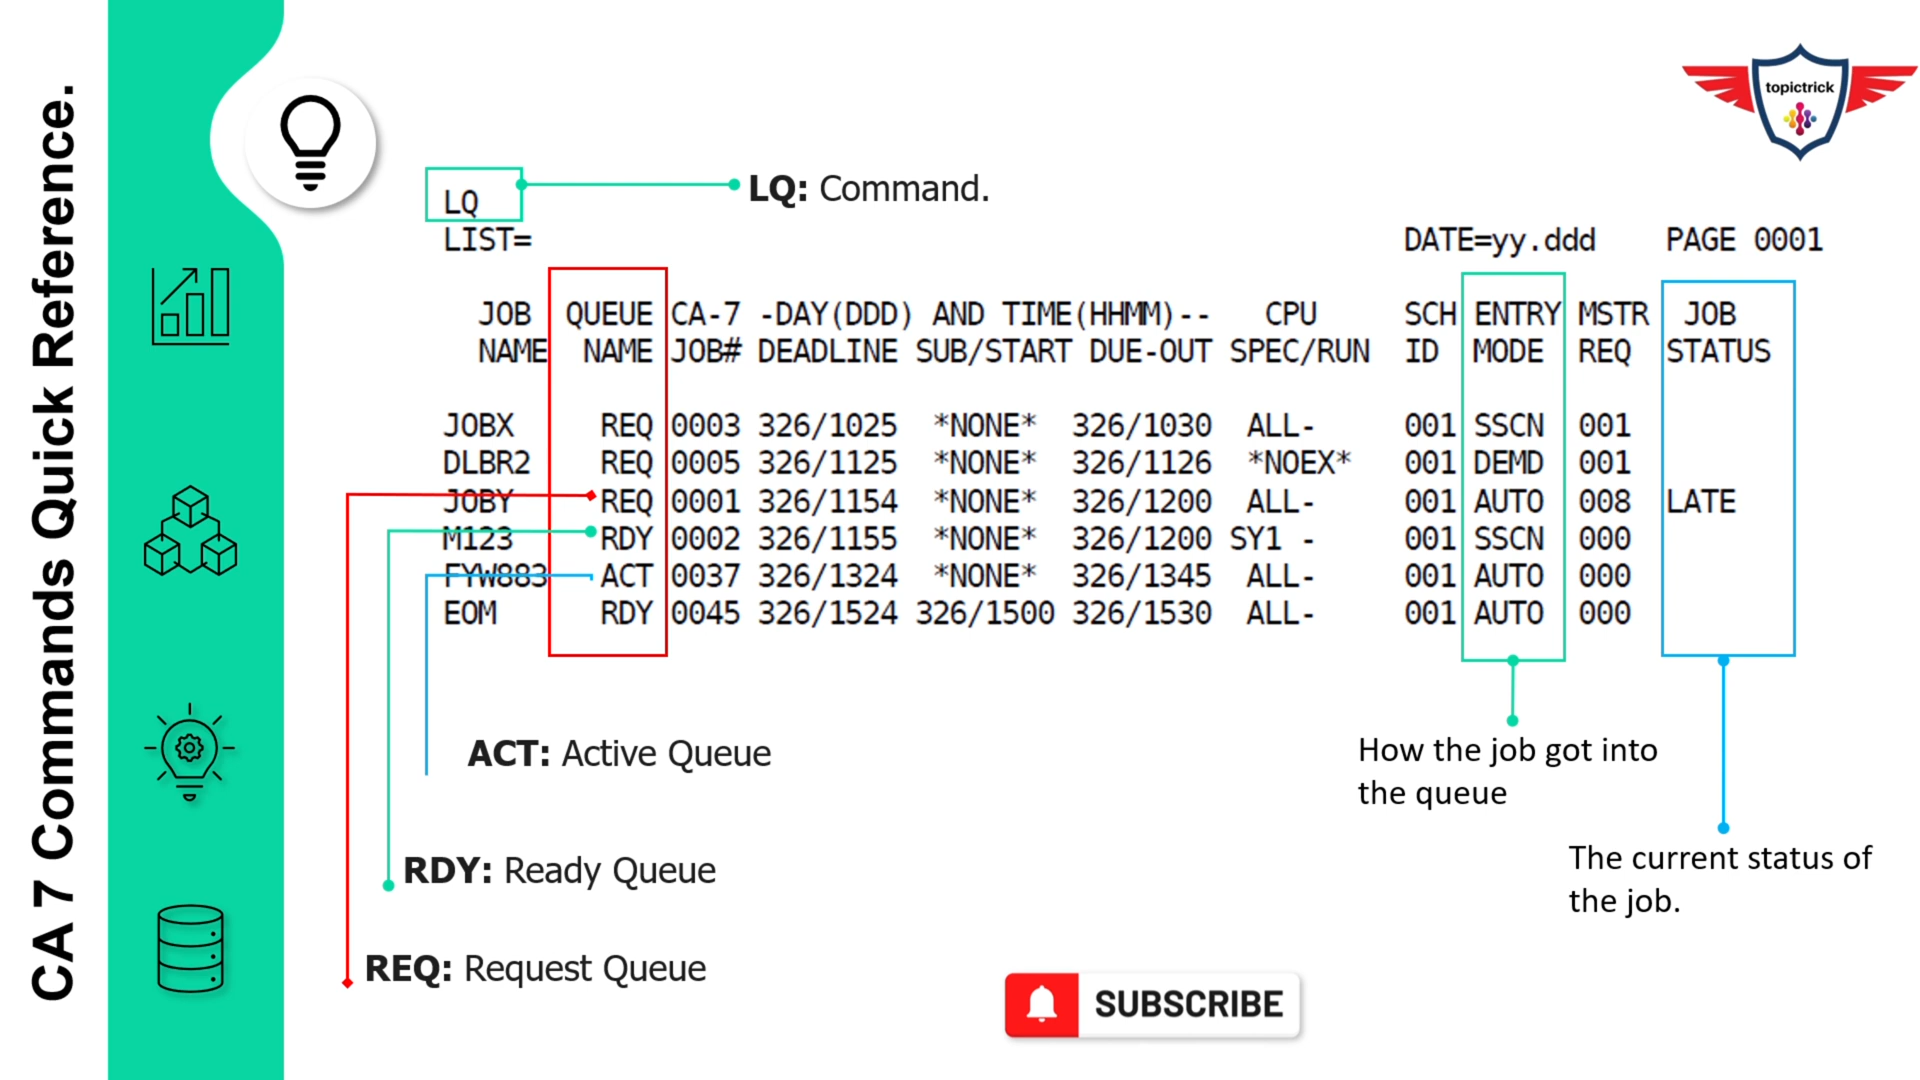 CA 7 Commands Quick Reference.
topictrick
LQ
LQ: Command.
LIST= DATE=yy.ddd PAGE 0001
JOB QUEUE CA-7 -DAY(DDD) AND TIME(HHMM)-- CPU SCH ENTRY MSTR JOB
NAME NAME JOB# DEADLINE SUB/START DUE-OUT SPEC/RUN ID MODE REQ STATUS
JOBX REQ 0003 326/1025 *NONE* 326/1030 ALL- 001 SSCN 001
DLBR2 REQ 0005 326/1125 *NONE* 326/1126 *NOEX* 001 DEMD 001
JOBY REQ 0001 326/1154 *NONE* 326/1200 ALL- 001 AUTO 008 LATE
M123 RDY 0002 326/1155 *NONE* 326/1200 SY1 - 001 SSCN 000
FYW883 ACT 0037 326/1324 *NONE* 326/1345 ALL- 001 AUTO 000
EOM RDY 0045 326/1524 326/1500 326/1530 ALL- 001 AUTO 000
ACT: Active Queue
How the job got into
the queue
RDY: Ready Queue
The current status of
the job.
REQ: Request Queue
SUBSCRIBE